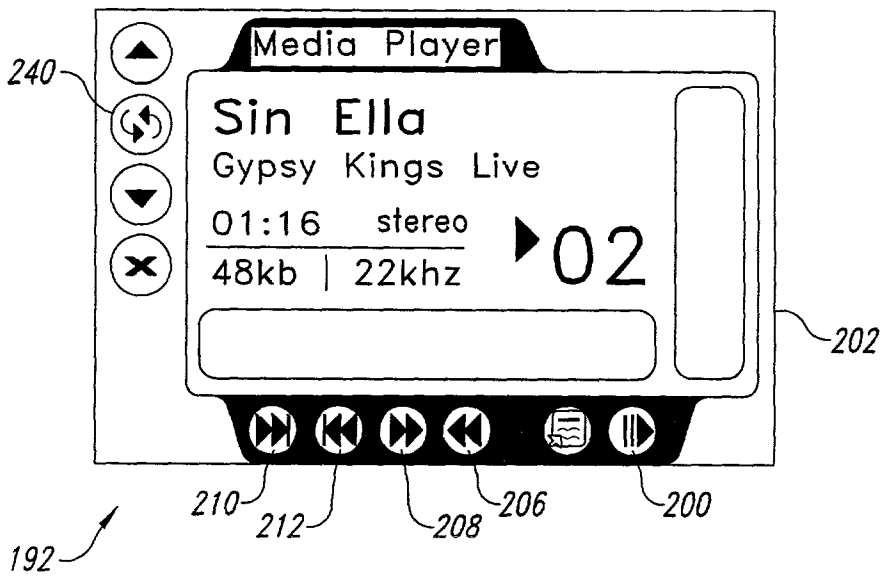 Media Player
240
Sin Ella
Gypsy Kings Live
01:16 stereo
02
48kb | 22khz
202
210
212
208
206
200
192